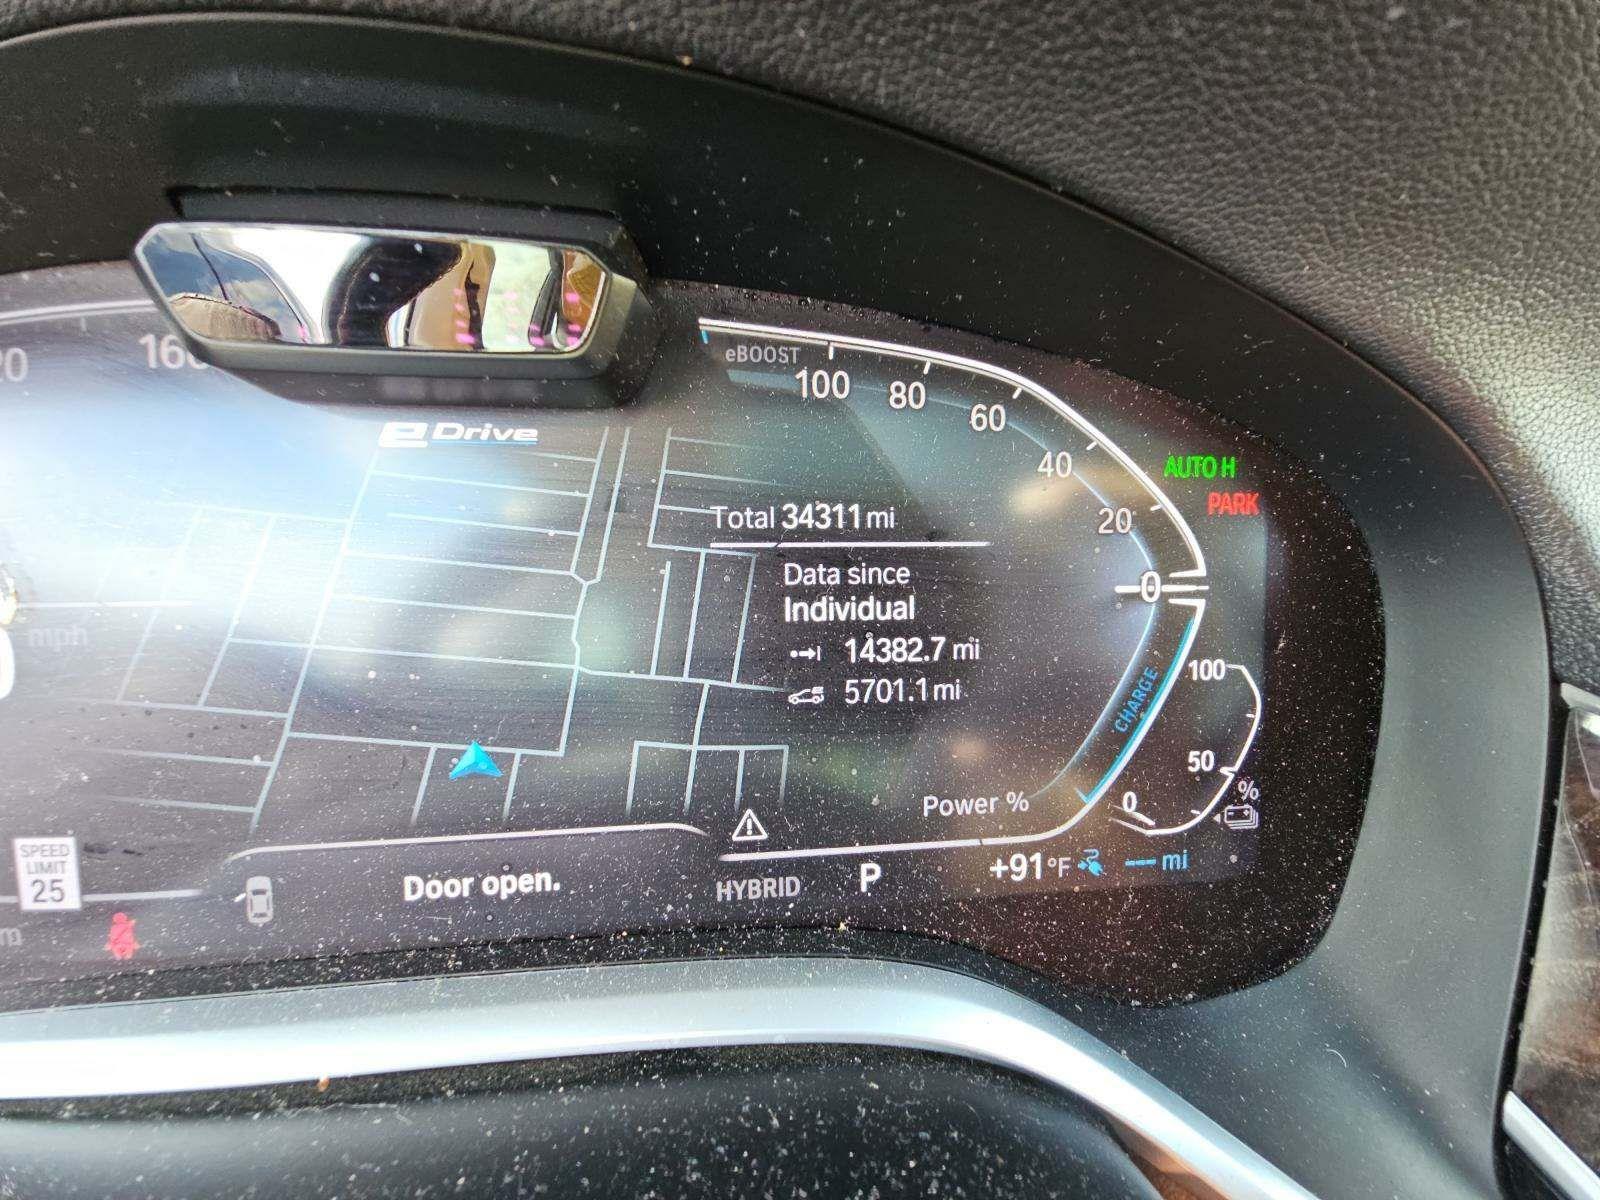 160
eDrive
eBOOST
100
80
60
40
20
0
AUTO H
PARK
Total 34311 mi
Data since
Individual
14382.7 mi
5701.1 mi
mph
CHARGE
100
50
0
%
Power %
SPEED
LIMIT
25
Door open.
HYBRID
P
+91°F
--- mi